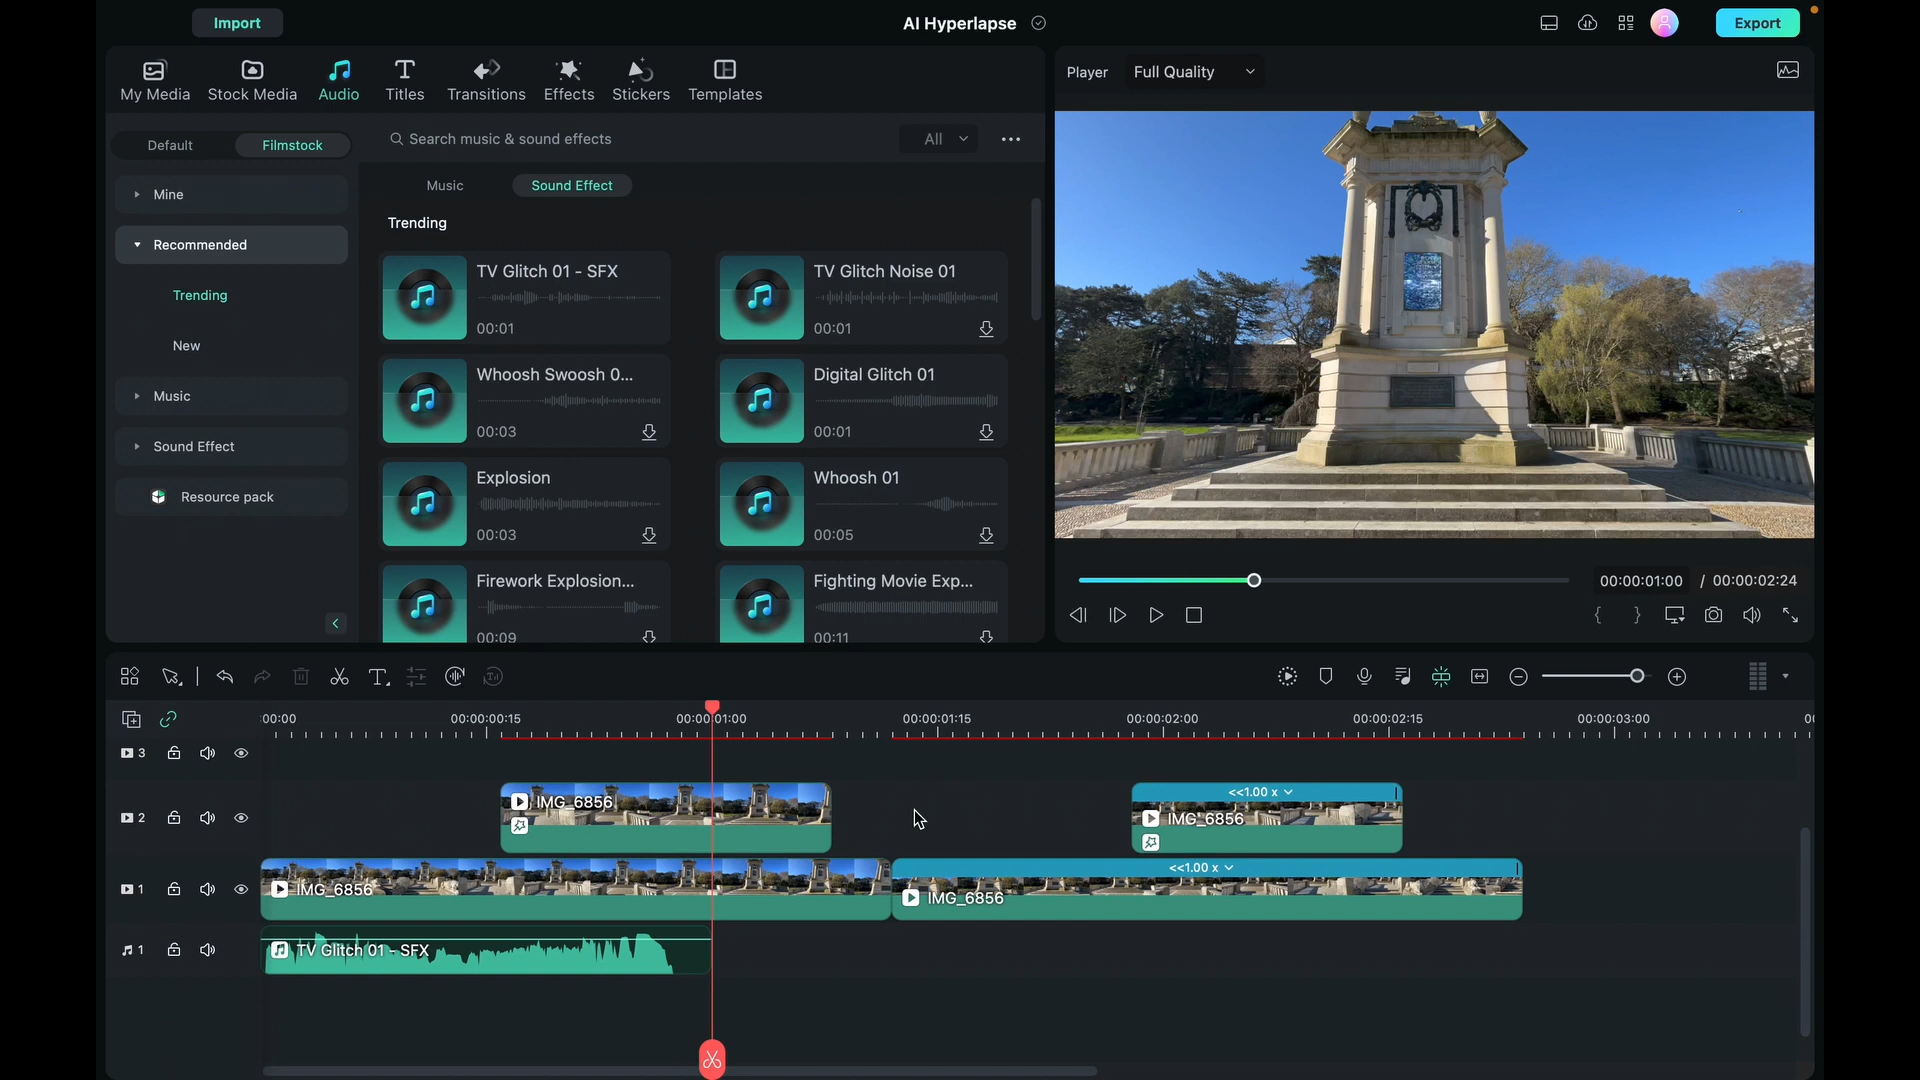 Import
AI Hyperlapse
Export
My Media
Stock Media
Audio
Titles
Transitions
Effects
Stickers
Templates
Player
Full Quality
Default
Filmstock
Search music & sound effects
All
Mine
Recommended
Trending
New
Music
Sound Effect
Resource pack
Music
Sound Effect
Trending
TV Glitch 01 - SFX
00:01
TV Glitch Noise 01
00:01
Whoosh Swoosh 0...
00:03
Digital Glitch 01
00:01
Explosion
00:03
Whoosh 01
00:05
Firework Explosion...
00:09
Fighting Movie Exp...
00:11
00:00:01:00 / 00:00:02:24
:00:00
00:00:00:15
00:00:01:00
00:00:01:15
00:00:02:00
00:00:02:15
00:00:03:00
3
2
IMG_6856
<<1.00 x
IMG_6856
1
IMG_6856
<<1.00 x
IMG_6856
1
TV Glitch 01 - SFX